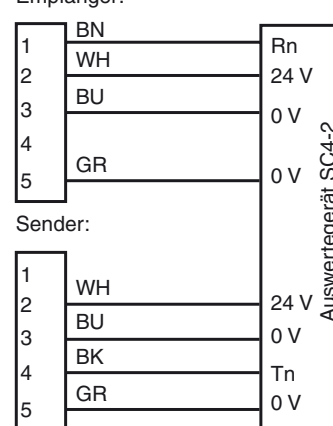 Empfänger:
1 BN Rn
2 WH 24 V
3 BU 0 V
4
5 GR 0 V
Auswertegerät SC4-2
Sender:
1
2 WH 24 V
3 BU 0 V
4 BK Tn
5 GR 0 V